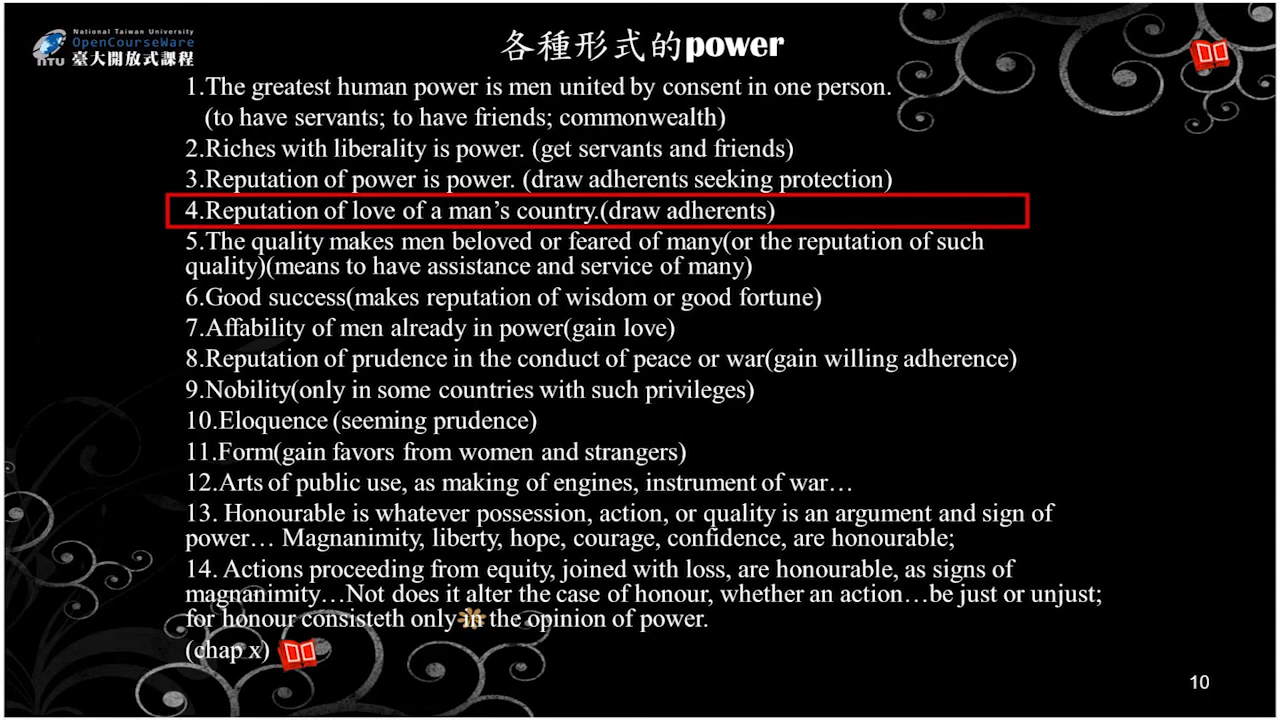 National Taiwan University
OpenCourseWare
NTU 臺大開放式課程
各種形式的power
1.The greatest human power is men united by consent in one person.
(to have servants; to have friends; commonwealth)
2.Riches with liberality is power. (get servants and friends)
3.Reputation of power is power. (draw adherents seeking protection)
4.Reputation of love of a man’s country.(draw adherents)
5.The quality makes men beloved or feared of many(or the reputation of such
quality)(means to have assistance and service of many)
6.Good success(makes reputation of wisdom or good fortune)
7.Affability of men already in power(gain love)
8.Reputation of prudence in the conduct of peace or war(gain willing adherence)
9.Nobility(only in some countries with such privileges)
10.Eloquence (seeming prudence)
11.Form(gain favors from women and strangers)
12.Arts of public use, as making of engines, instrument of war…
13. Honourable is whatever possession, action, or quality is an argument and sign of
power… Magnanimity, liberty, hope, courage, confidence, are honourable;
14. Actions proceeding from equity, joined with loss, are honourable, as signs of
magnanimity…Not does it alter the case of honour, whether an action…be just or unjust;
for honour consisteth only in the opinion of power.
(chap x)
10